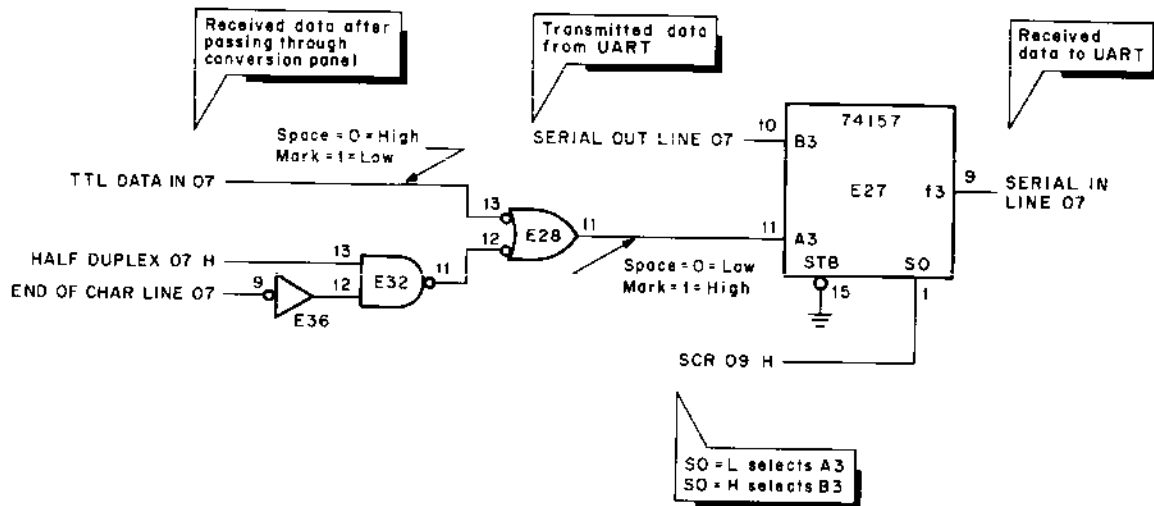 Received data after
passing through
conversion panel
Transmitted data
from UART
Received
data to UART
Space = 0 = High
Mark = 1 = Low
TTL DATA IN 07
13
12
E28
11
HALF DUPLEX 07 H
13
E32
11
END OF CHAR LINE 07
9
12
E36
Space = 0 = Low
Mark = 1 = High
SERIAL OUT LINE 07
10
B3
74157
E27
f3
9
SERIAL IN
LINE 07
11
A3
STB
SO
15
1
SCR 09 H
SO = L selects A3
SO = H selects B3